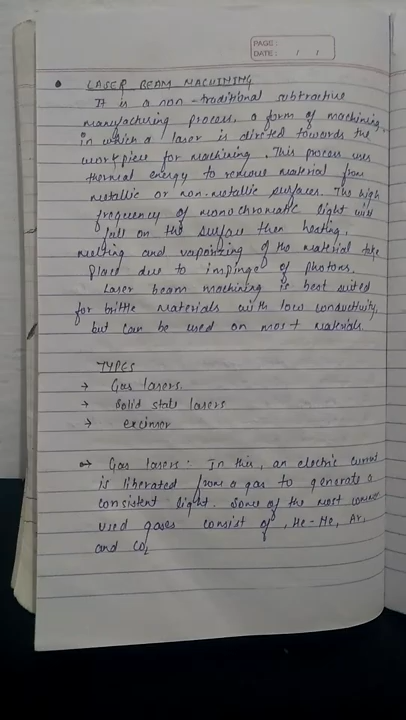 PAGE:
DATE: / /
• LASER BEAM MACHINING
It is a non-traditional subtractive
manufacturing process, a form of machining,
in which a laser is directed towards the
workpiece for machining. This process uses
thermal energy to remove material from
metallic or non-metallic surfaces. The high
frequency of monochromatic light will
fall on the surface then heating,
melting and vaporizing of the material take
place due to impinge of photons.
Laser beam machining is best suited
for brittle materials with low conductivity,
but can be used on most materials.
TYPES
→ Gas lasers.
→ Solid state lasers
→ excimer
⇒ Gas lasers: In this, an electric current
is liberated from a gas to generate a
consistent light. Some of the most
used gases consist of, He-Ne, Ar,
and CO2